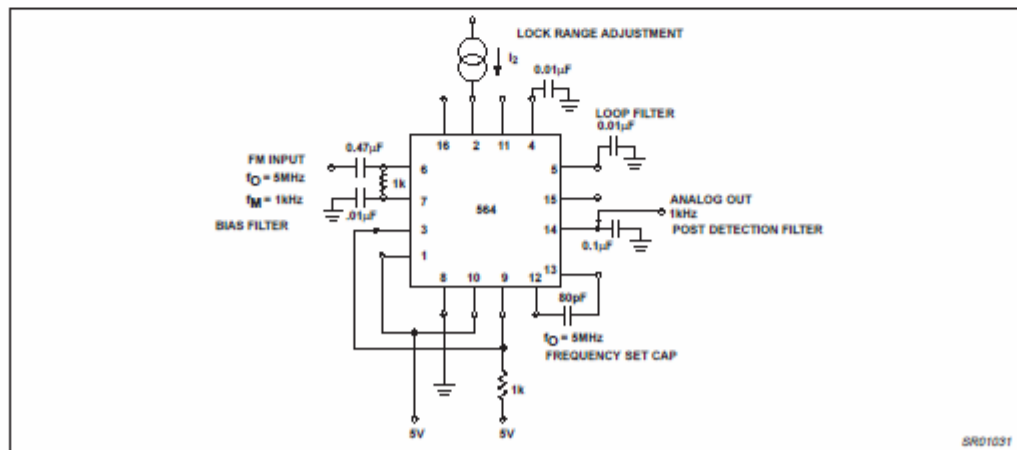 LOCK RANGE ADJUSTMENT
I2
0.01µF
LOOP FILTER
0.01µF
16
2
11
4
0.47µF
FM INPUT
fO = 5MHz
fM = 1kHz
BIAS FILTER
1k
.01µF
6
7
3
1
564
5
15
14
13
ANALOG OUT
1kHz
POST DETECTION FILTER
0.1µF
8
10
9
12
80pF
fO = 5MHz
FREQUENCY SET CAP
1k
5V
5V
SR01031